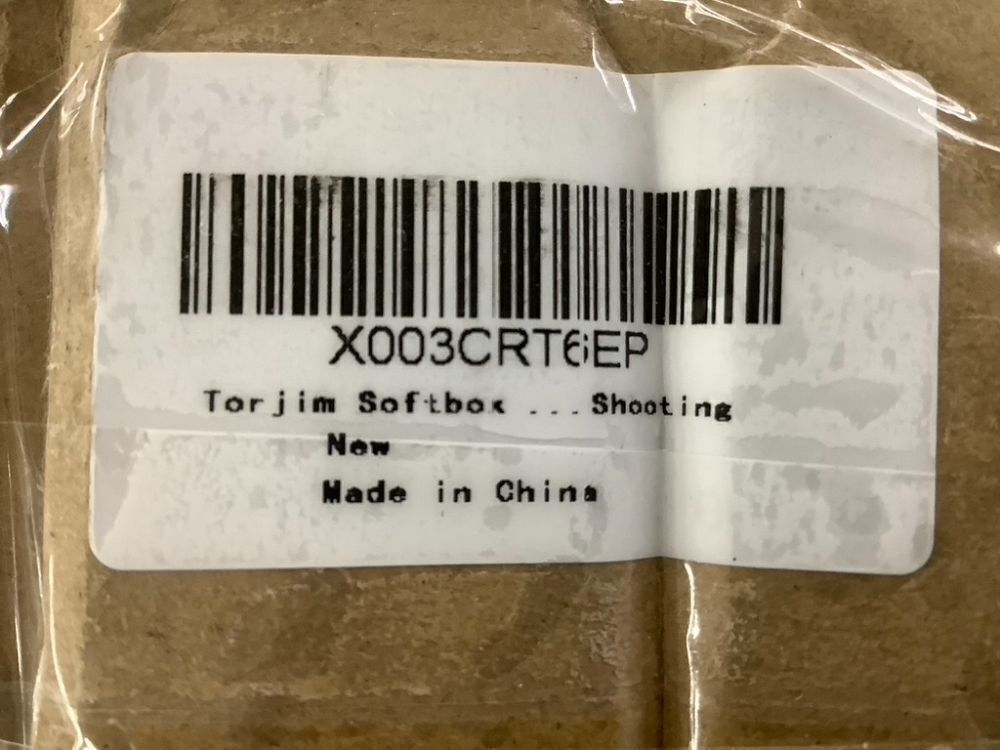 X003CRT6EP
Torjim Softbox ...Shooting
New
Made in China